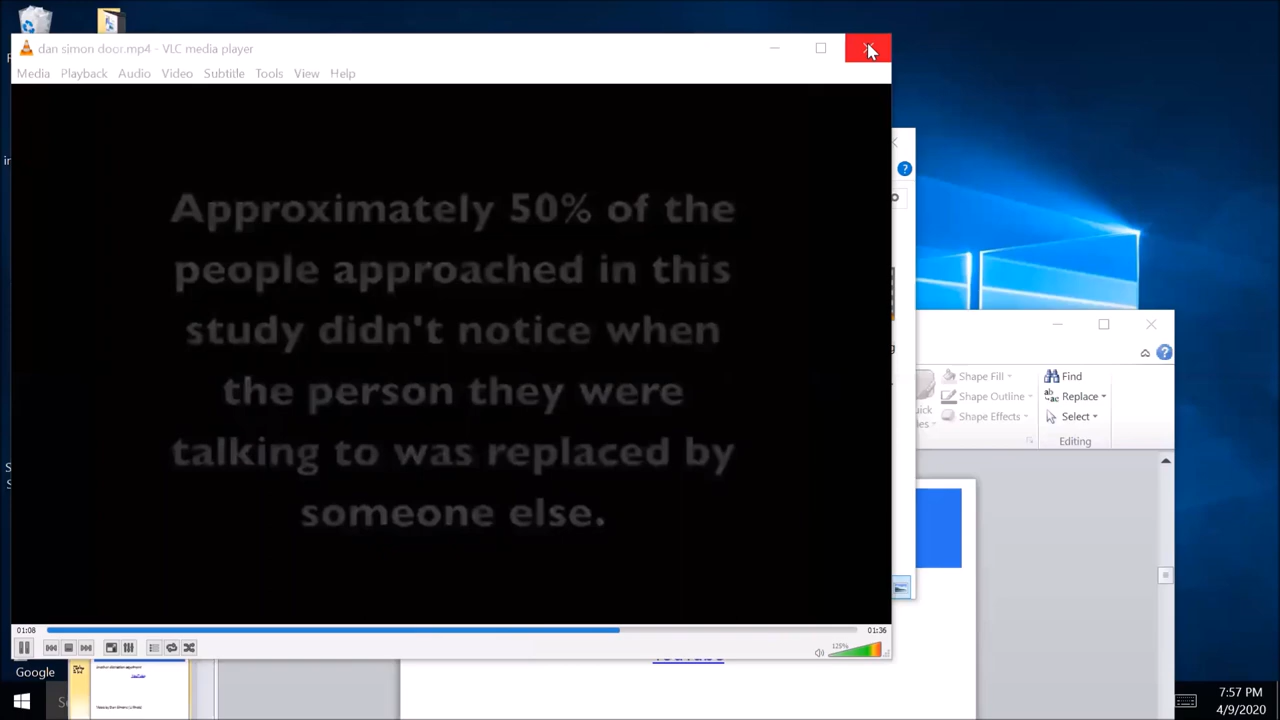 dan simon door.mp4 - VLC media player
Media Playback Audio Video Subtitle Tools View Help
Approximately 50% of the
people approached in this
study didn't notice when
the person they were
talking to was replaced by
someone else.
Shape Fill
Shape Outline
Shape Effects
Find
Replace
Select
Editing
01:08
01:36
125%
Google
YouTube
7:57 PM
4/9/2020